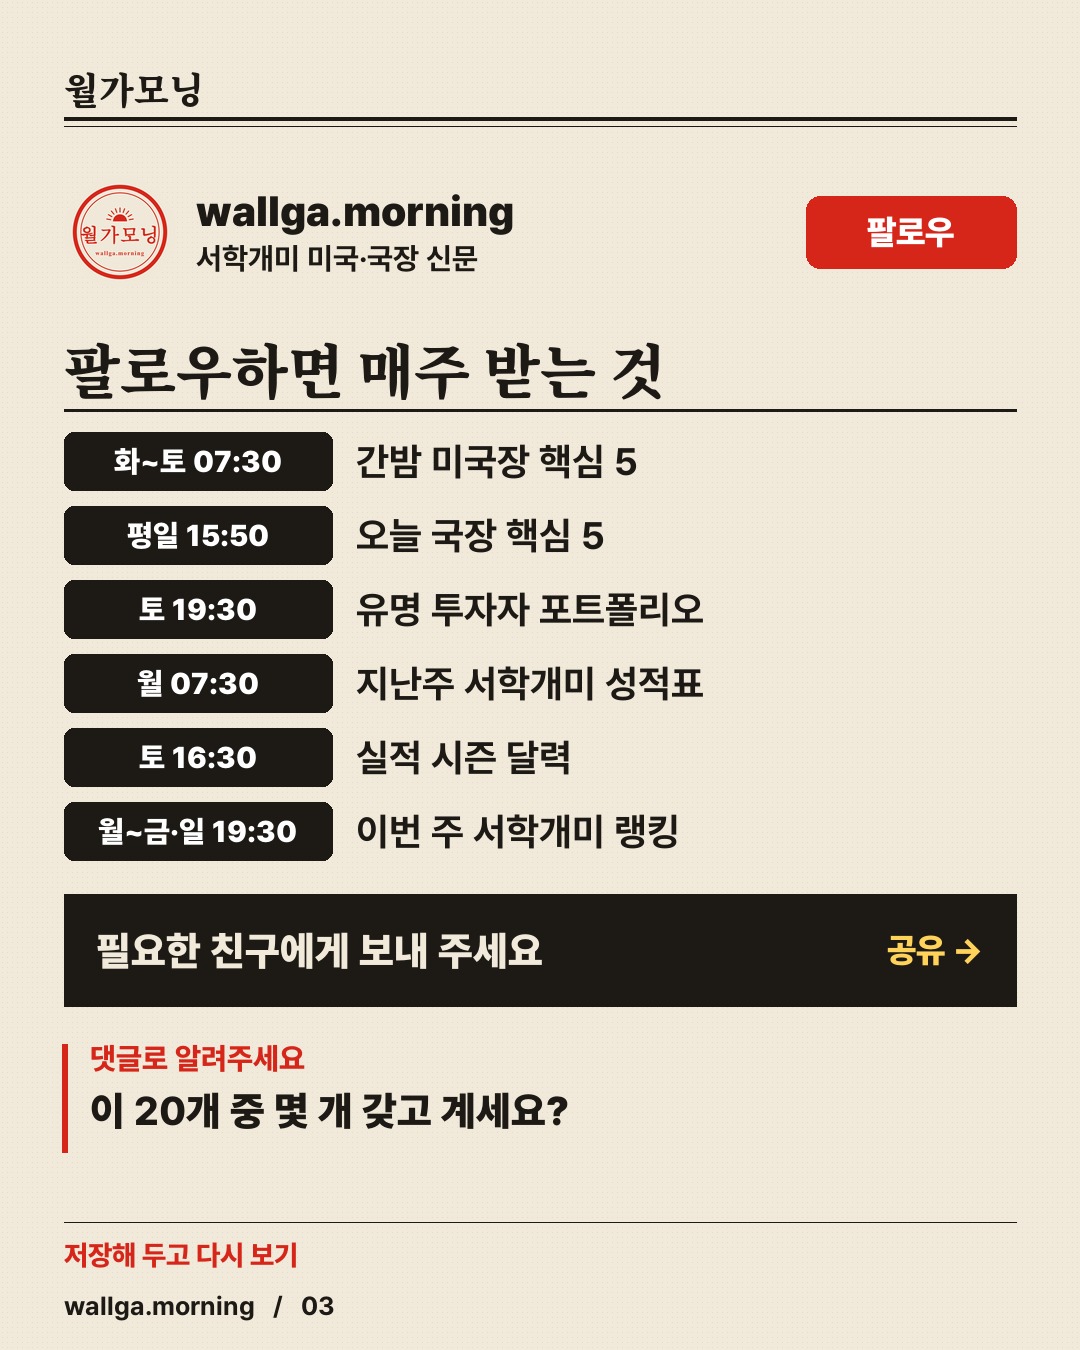 월가모닝
월가모닝
wallga.morning
wallga.morning
서학개미 미국·국장 신문
팔로우
팔로우하면 매주 받는 것
화~토 07:30 간밤 미국장 핵심 5
평일 15:50 오늘 국장 핵심 5
토 19:30 유명 투자자 포트폴리오
월 07:30 지난주 서학개미 성적표
토 16:30 실적 시즌 달력
월~금·일 19:30 이번 주 서학개미 랭킹
필요한 친구에게 보내 주세요 공유 →
댓글로 알려주세요
이 20개 중 몇 개 갖고 계세요?
저장해 두고 다시 보기
wallga.morning / 03